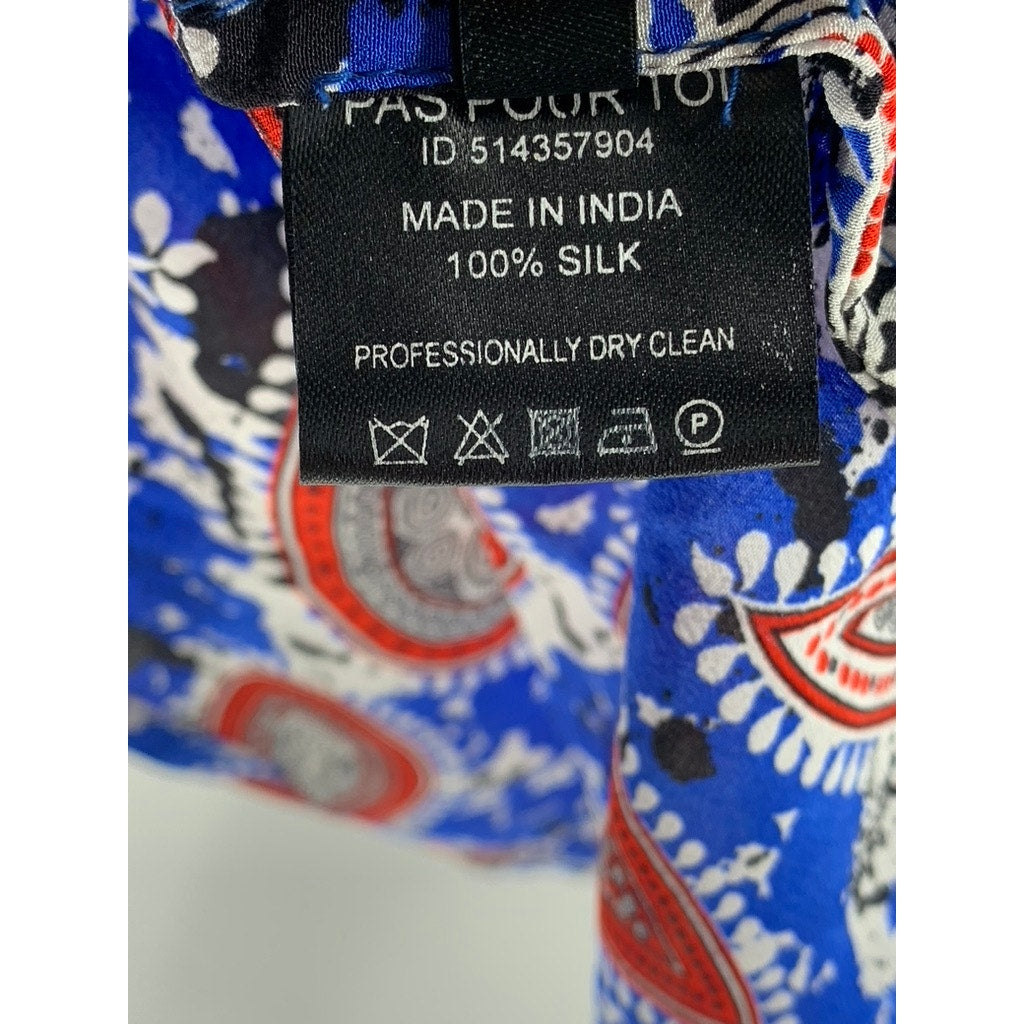 PAS POUR TOI
ID 514357904
MADE IN INDIA
100% SILK
PROFESSIONALLY DRY CLEAN
P